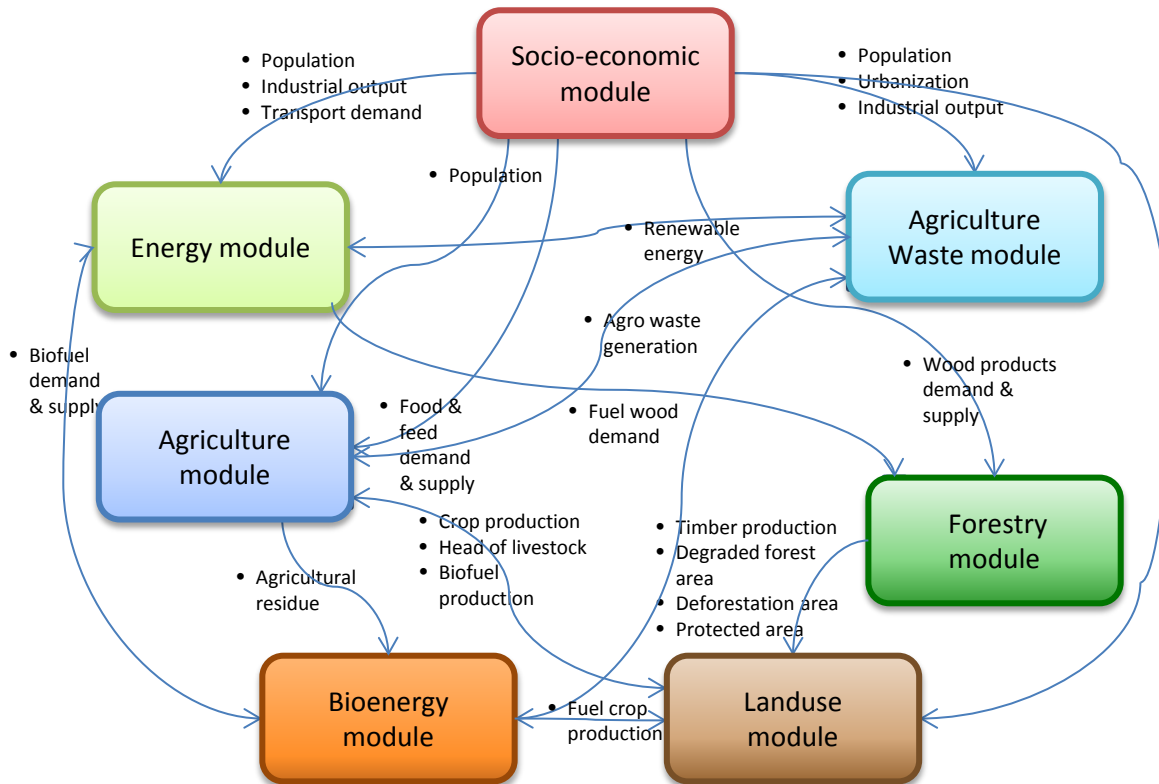 Socio-economic
module
• Population
• Industrial output
• Transport demand
• Population
• Urbanization
• Industrial output
• Population
Energy module
Agriculture
Waste module
• Renewable
energy
• Agro waste
generation
• Biofuel
demand
& supply
• Wood products
demand &
supply
Agriculture
module
• Food &
feed
demand
& supply
• Fuel wood
demand
Forestry
module
• Crop production
• Head of livestock
• Biofuel
production
• Timber production
• Degraded forest
area
• Deforestation area
• Protected area
• Agricultural
residue
Bioenergy
module
• Fuel crop
production
Landuse
module